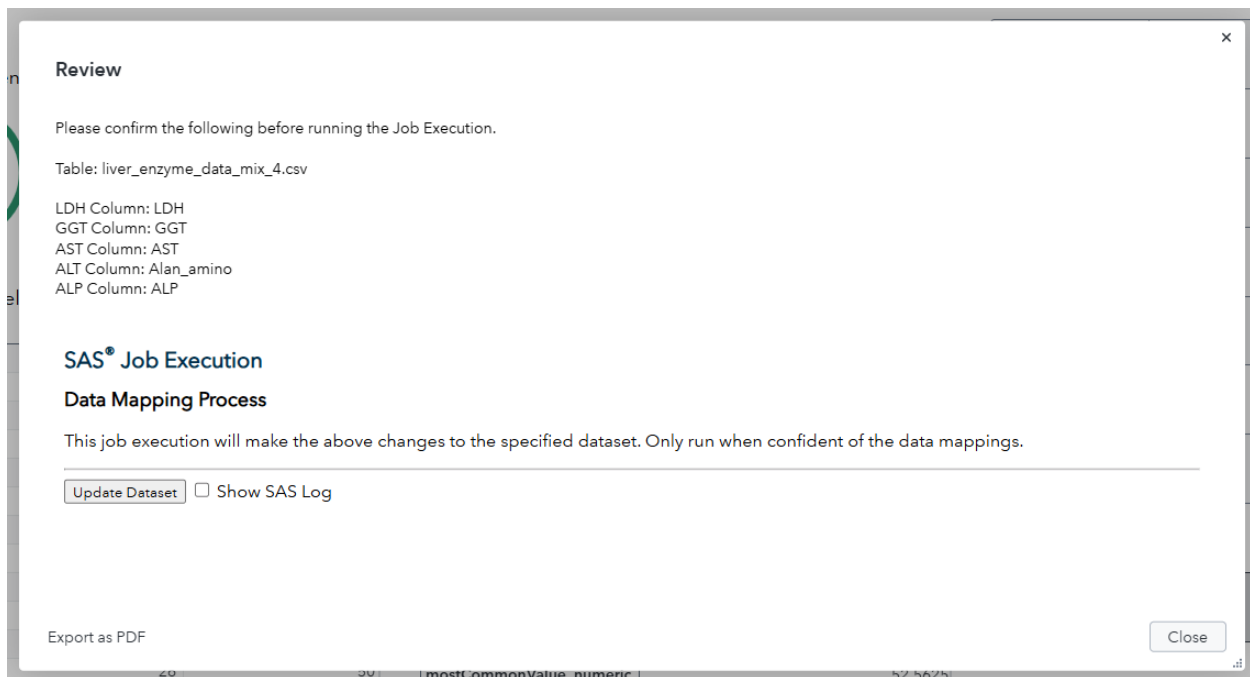 ×
Review
Please confirm the following before running the Job Execution.
Table: liver_enzyme_data_mix_4.csv
LDH Column: LDH
GGT Column: GGT
AST Column: AST
ALT Column: Alan_amino
ALP Column: ALP
SAS® Job Execution
Data Mapping Process
This job execution will make the above changes to the specified dataset. Only run when confident of the data mappings.
Update Dataset Show SAS Log
Export as PDF Close
mostCommonValue_numeric 52.5625